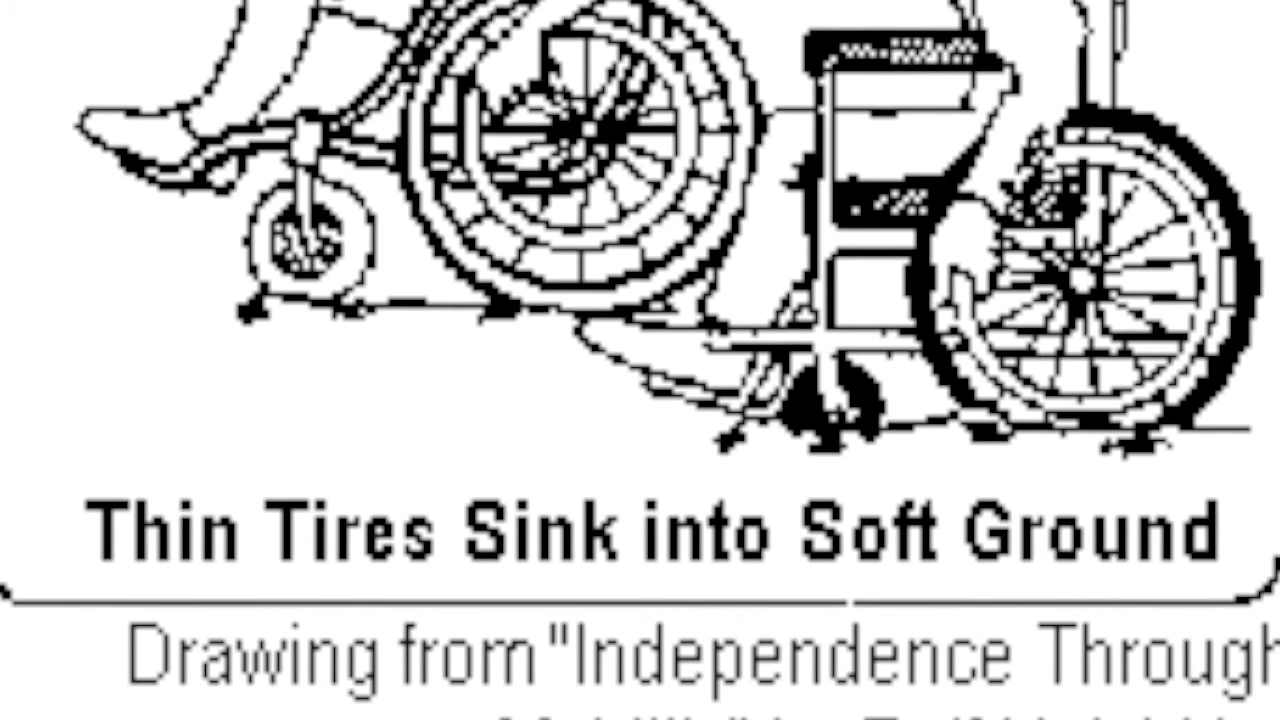 Thin Tires Sink into Soft Ground
Drawing from "Independence Through